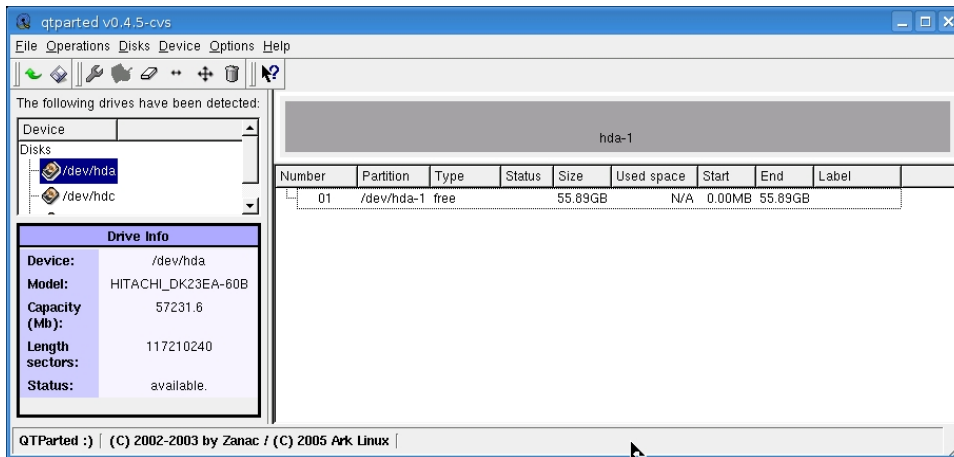 qtparted v0.4.5-cvs
File Operations Disks Device Options Help
The following drives have been detected:
Device
Disks
/dev/hda
/dev/hdc
Drive Info
Device: /dev/hda
Model: HITACHI_DK23EA-60B
Capacity (Mb): 57231.6
Length sectors: 117210240
Status: available.
hda-1
Number Partition Type Status Size Used space Start End Label
01 /dev/hda-1 free 55.89GB N/A 0.00MB 55.89GB
QTParted :) (C) 2002-2003 by Zanac / (C) 2005 Ark Linux